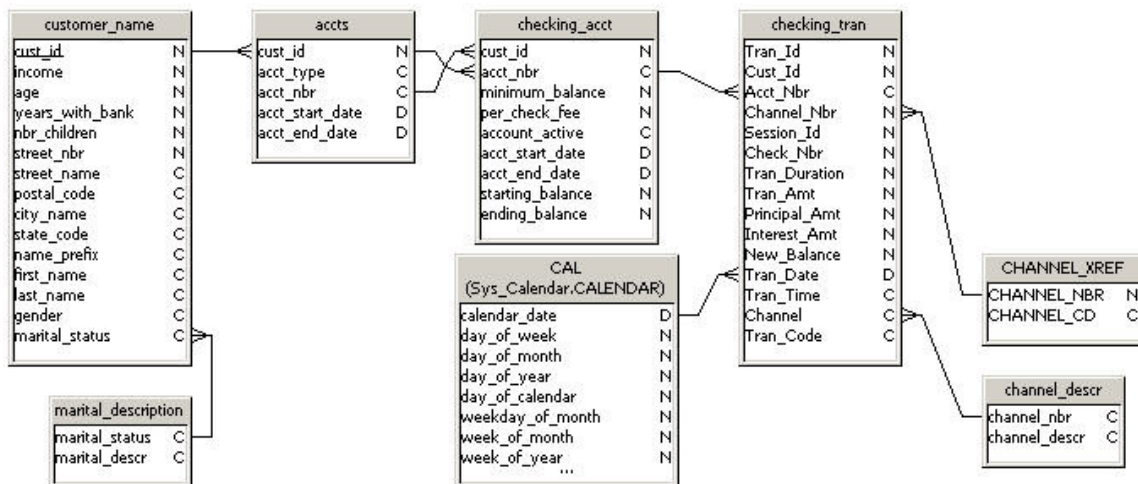 customer_name
cust_id N
income N
age N
years_with_bank N
nbr_children N
street_nbr N
street_name C
postal_code C
city_name C
state_code C
name_prefix C
first_name C
last_name C
gender C
marital_status C
marital_description
marital_status C
marital_descr C
accts
cust_id N
acct_type C
acct_nbr C
acct_start_date D
acct_end_date D
checking_acct
cust_id N
acct_nbr C
minimum_balance N
per_check_fee N
account_active C
acct_start_date D
acct_end_date D
starting_balance N
ending_balance N
CAL
(Sys_Calendar.CALENDAR)
calendar_date D
day_of_week N
day_of_month N
day_of_year N
day_of_calendar N
weekday_of_month N
week_of_month N
week_of_year N
...
checking_tran
Tran_Id N
Cust_Id N
Acct_Nbr C
Channel_Nbr N
Session_Id N
Check_Nbr N
Tran_Duration N
Tran_Amt N
Principal_Amt N
Interest_Amt N
New_Balance N
Tran_Date D
Tran_Time C
Channel C
Tran_Code C
CHANNEL_XREF
CHANNEL_NBR N
CHANNEL_CD C
channel_descr
channel_nbr C
channel_descr C